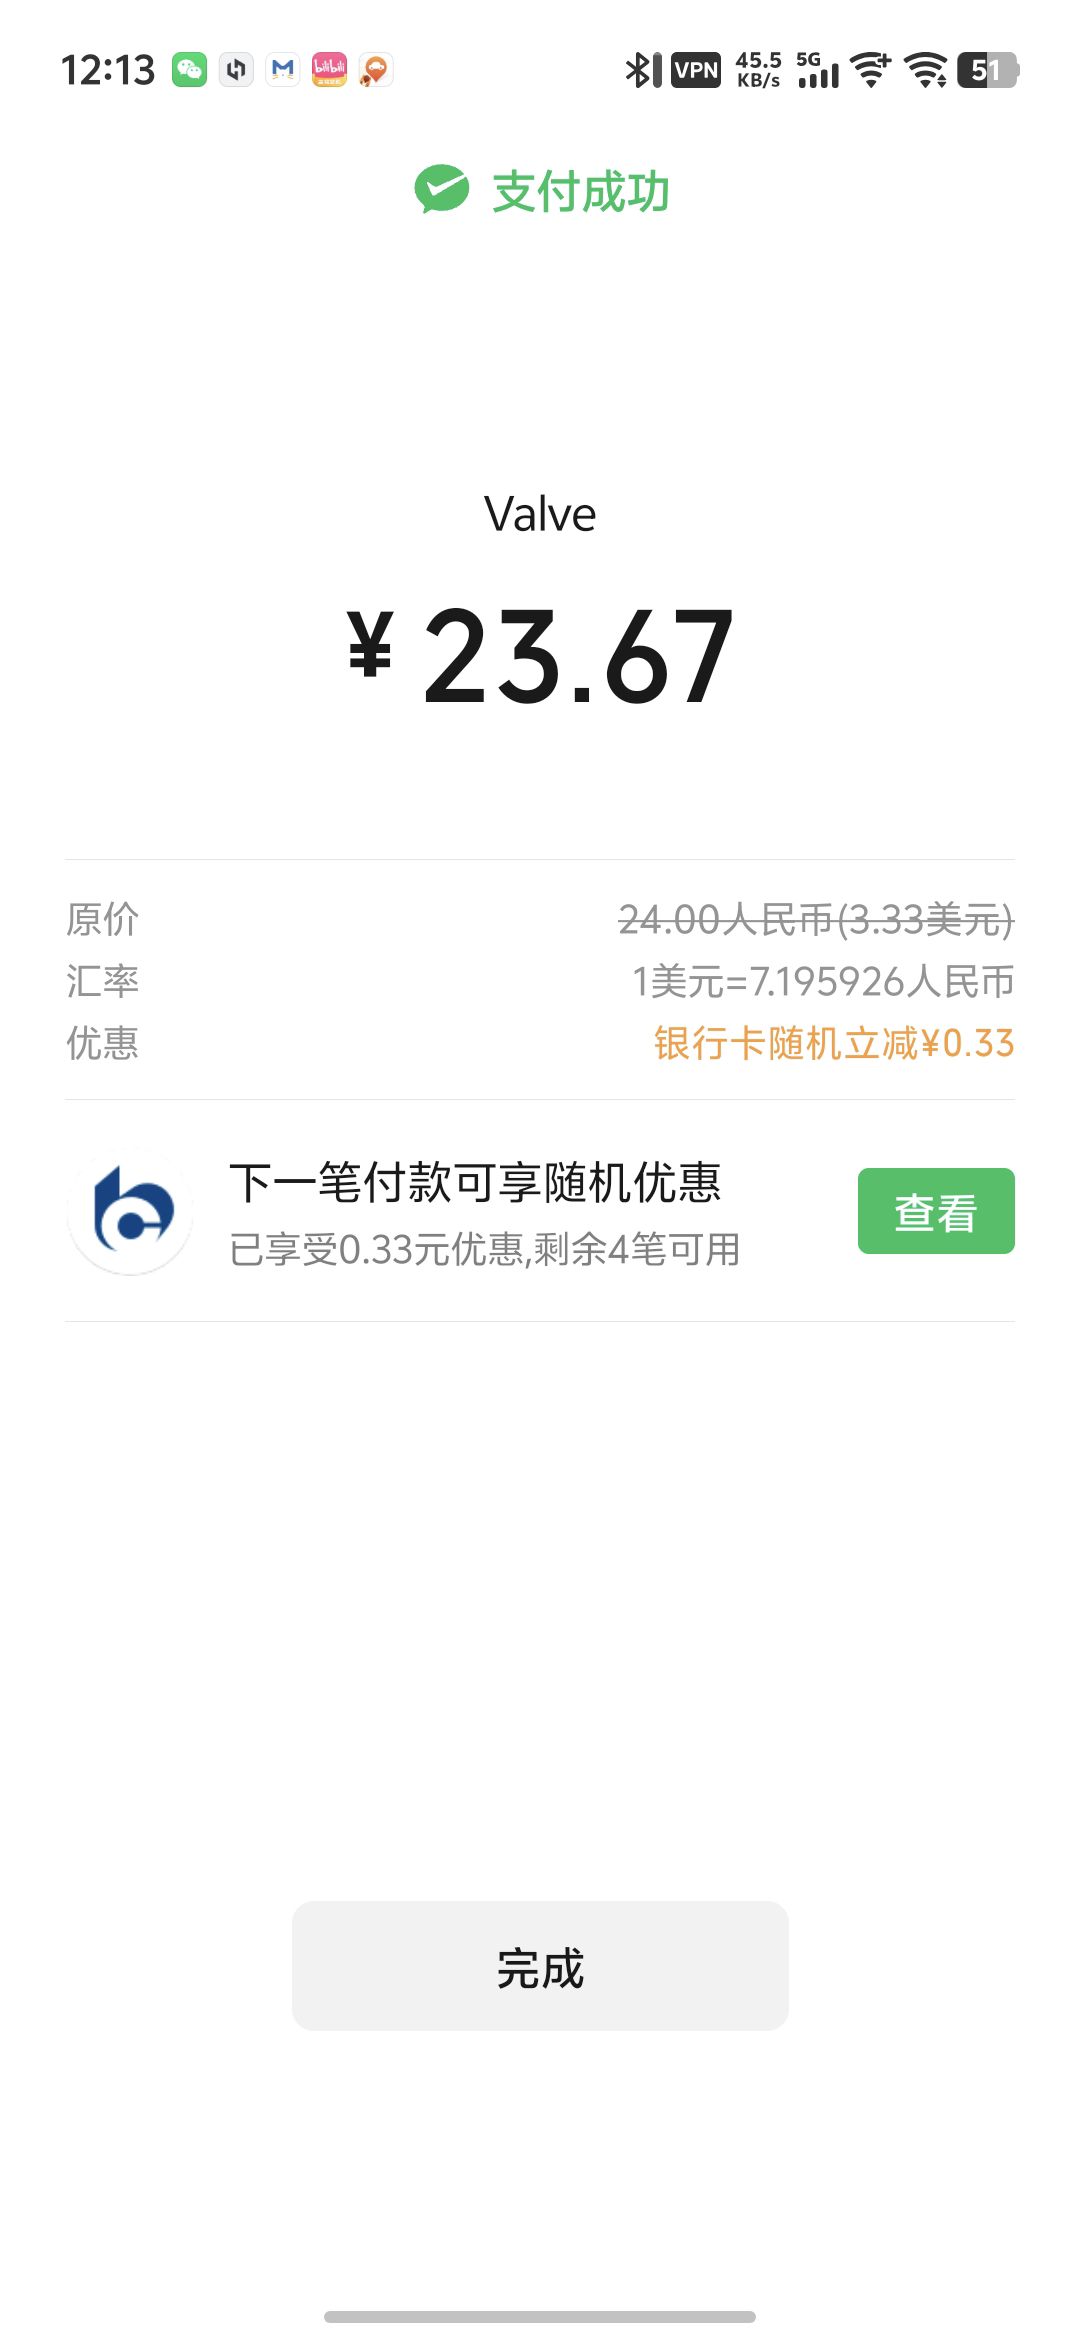 12:13
VPN
45.5
KB/s
5G
51
支付成功
Valve
¥23.67
原价
24.00人民币(3.33美元)
汇率
1美元=7.195926人民币
优惠
银行卡随机立减¥0.33
下一笔付款可享随机优惠
已享受0.33元优惠,剩余4笔可用
查看
完成